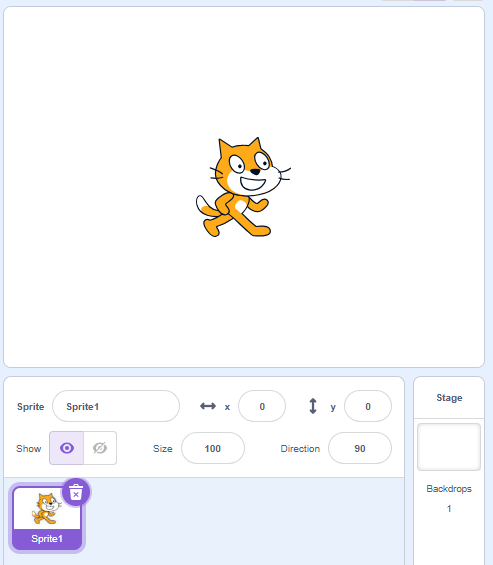 Sprite Sprite1 x 0 y 0
Show Size 100 Direction 90
Sprite1
Stage
Backdrops
1